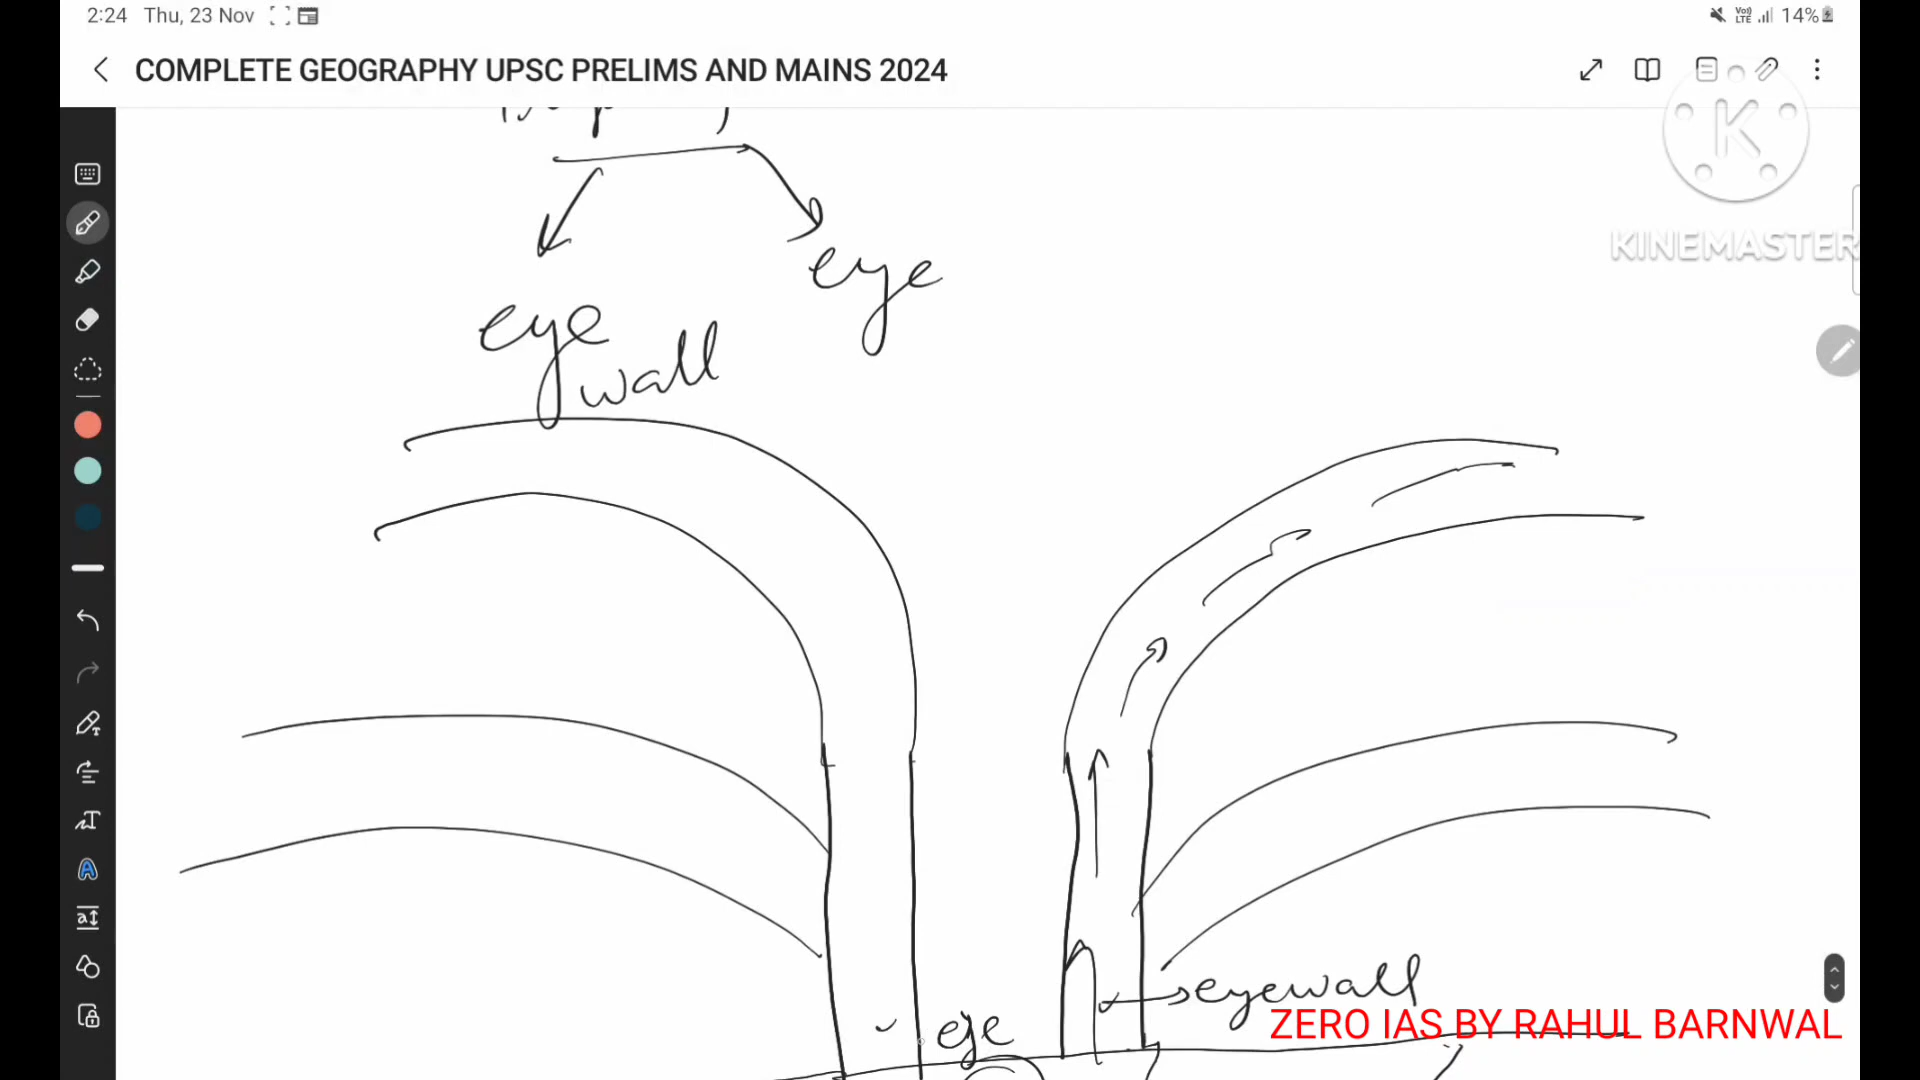 2:24 Thu, 23 Nov
14%
COMPLETE GEOGRAPHY UPSC PRELIMS AND MAINS 2024
K
KINEMASTER
eye
eye
wall
eyewall
eye
ZERO IAS BY RAHUL BARNWAL